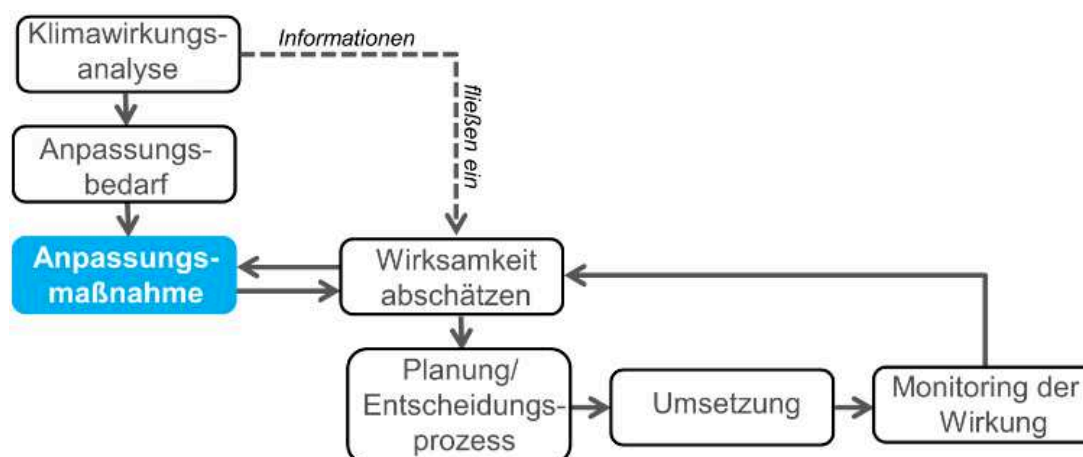 Klimawirkungs-
analyse
Informationen
fließen ein
Anpassungs-
bedarf
Anpassungs-
maßnahme
Wirksamkeit
abschätzen
Planung/
Entscheidungs-
prozess
Umsetzung
Monitoring der
Wirkung